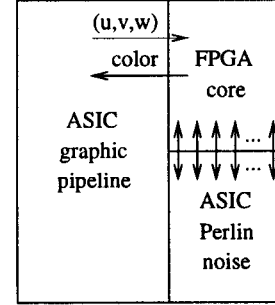 (u,v,w)
color
FPGA
core
ASIC
graphic
pipeline
...
...
ASIC
Perlin
noise